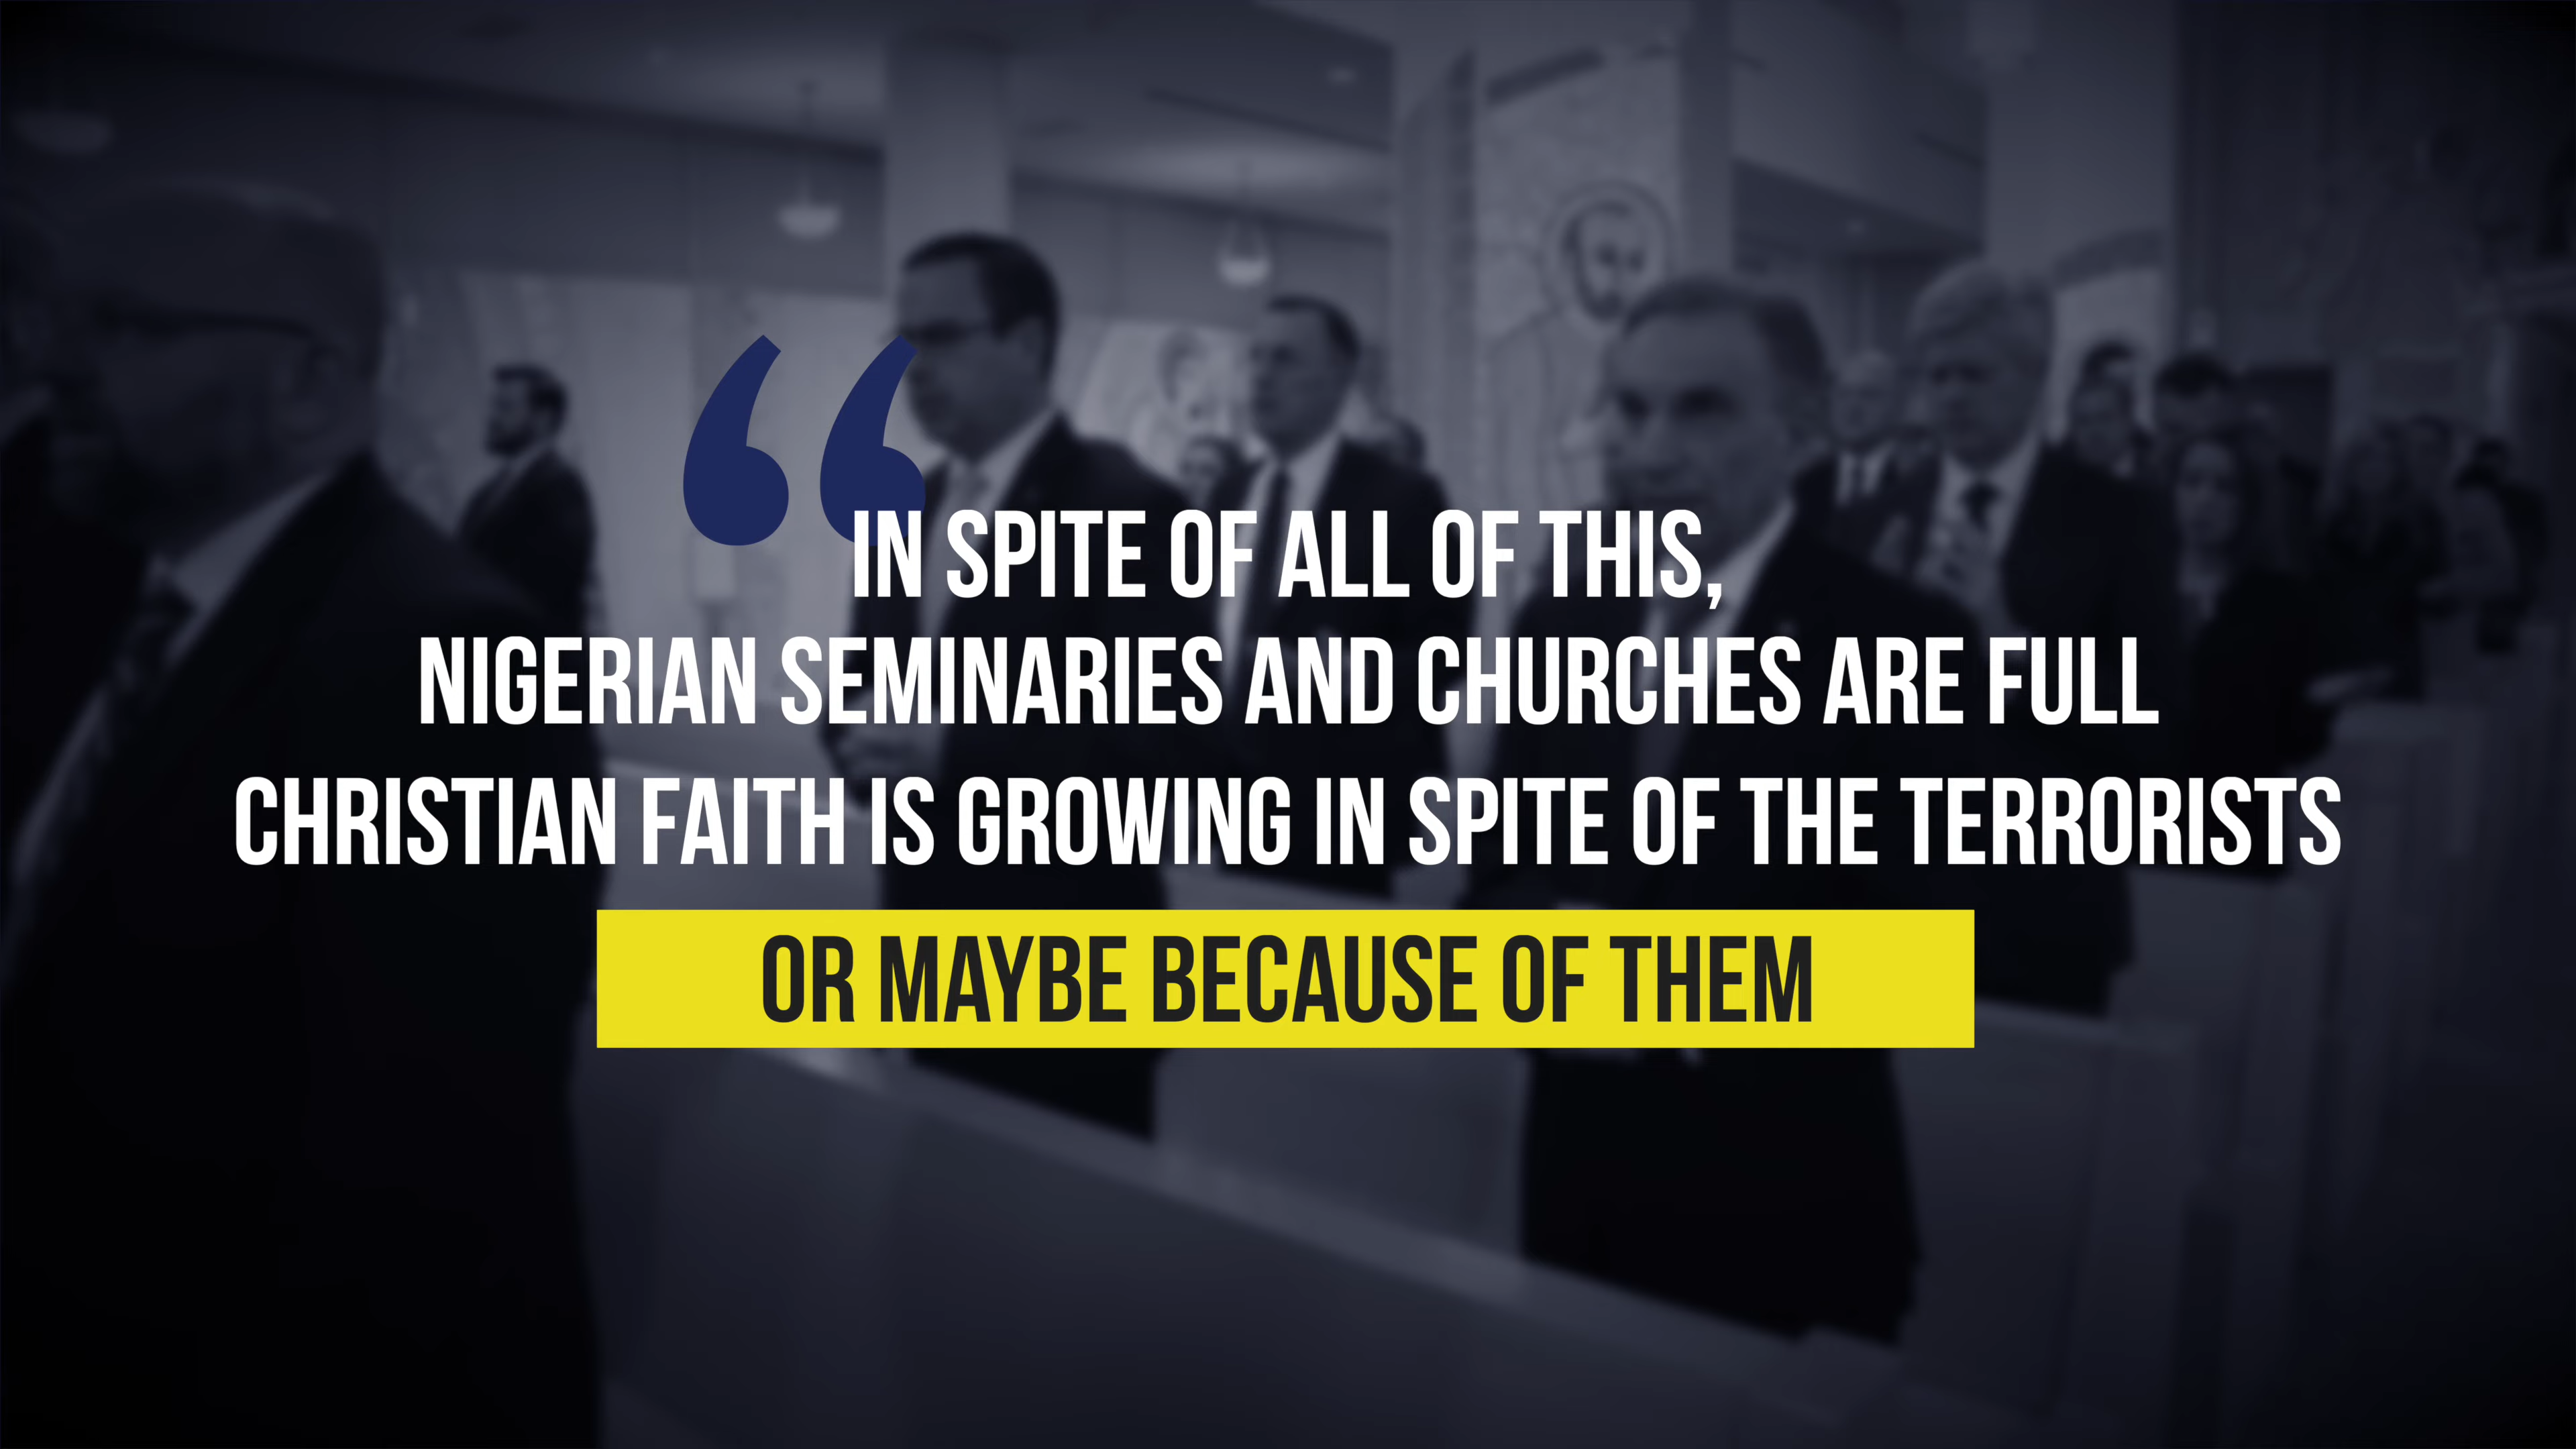 “
IN SPITE OF ALL OF THIS,
NIGERIAN SEMINARIES AND CHURCHES ARE FULL
CHRISTIAN FAITH IS GROWING IN SPITE OF THE TERRORISTS
OR MAYBE BECAUSE OF THEM